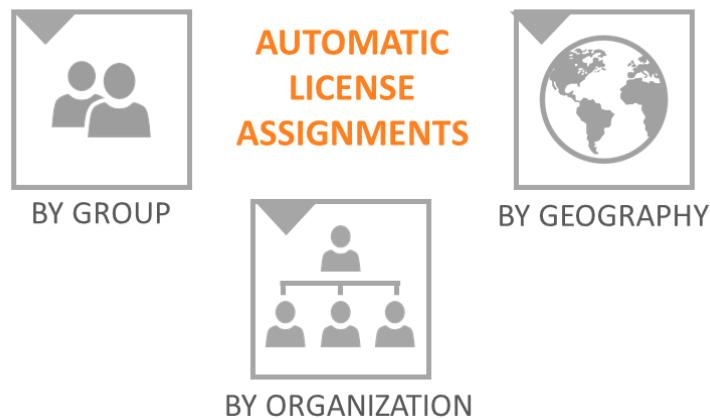 AUTOMATIC
LICENSE
ASSIGNMENTS
BY GROUP
BY GEOGRAPHY
BY ORGANIZATION